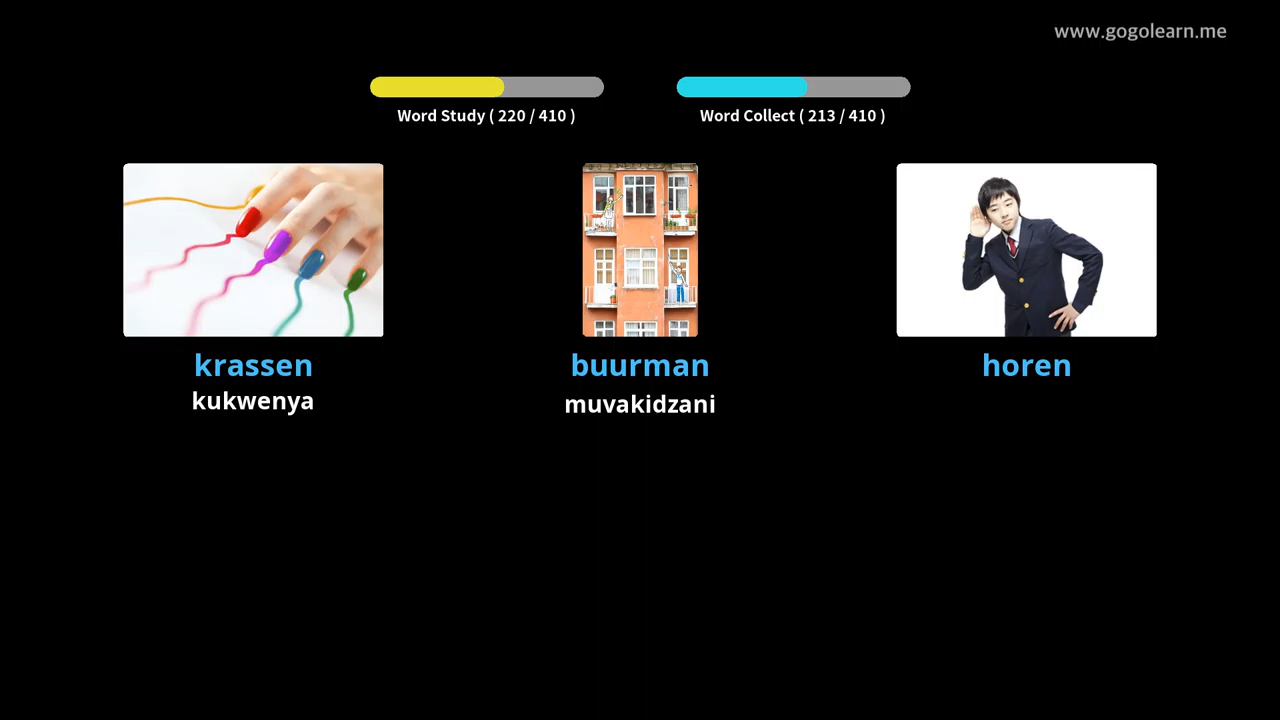 www.gogolearn.me
Word Study ( 220 / 410 )
Word Collect ( 213 / 410 )
krassen
kukwenya
buurman
muvakidzani
horen